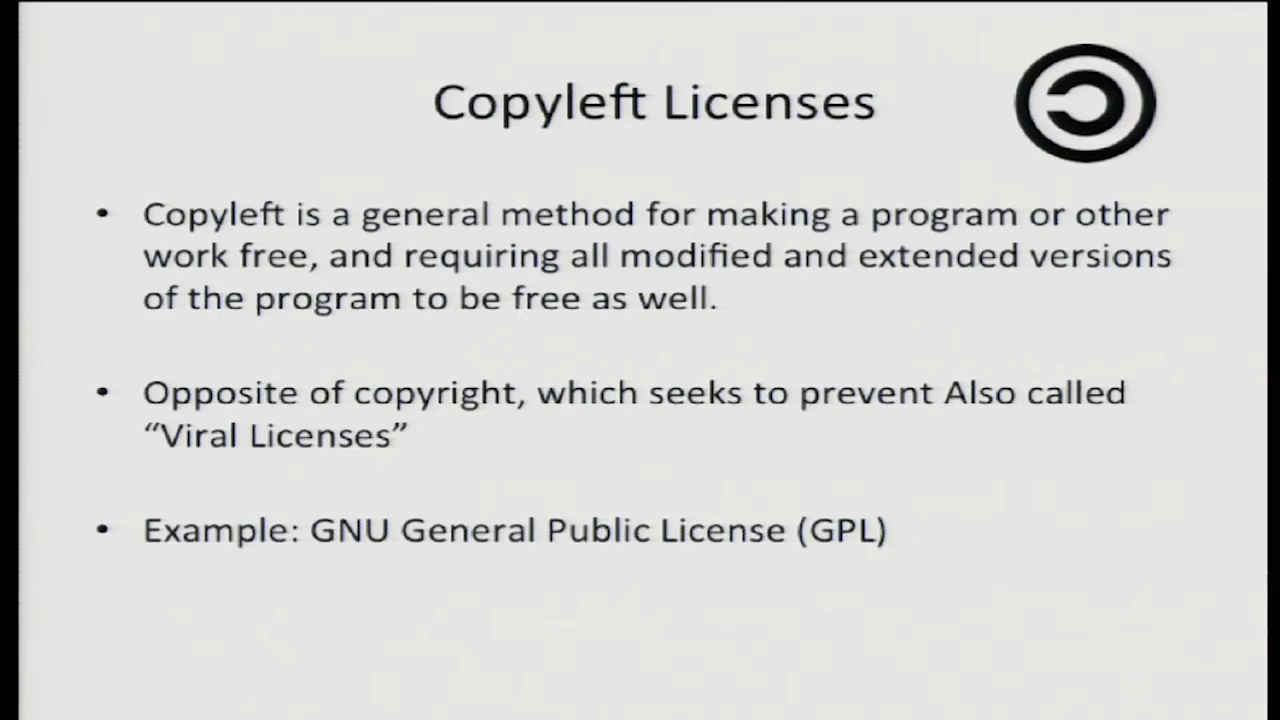 Copyleft Licenses
• Copyleft is a general method for making a program or other
work free, and requiring all modified and extended versions
of the program to be free as well.
• Opposite of copyright, which seeks to prevent Also called
“Viral Licenses”
• Example: GNU General Public License (GPL)